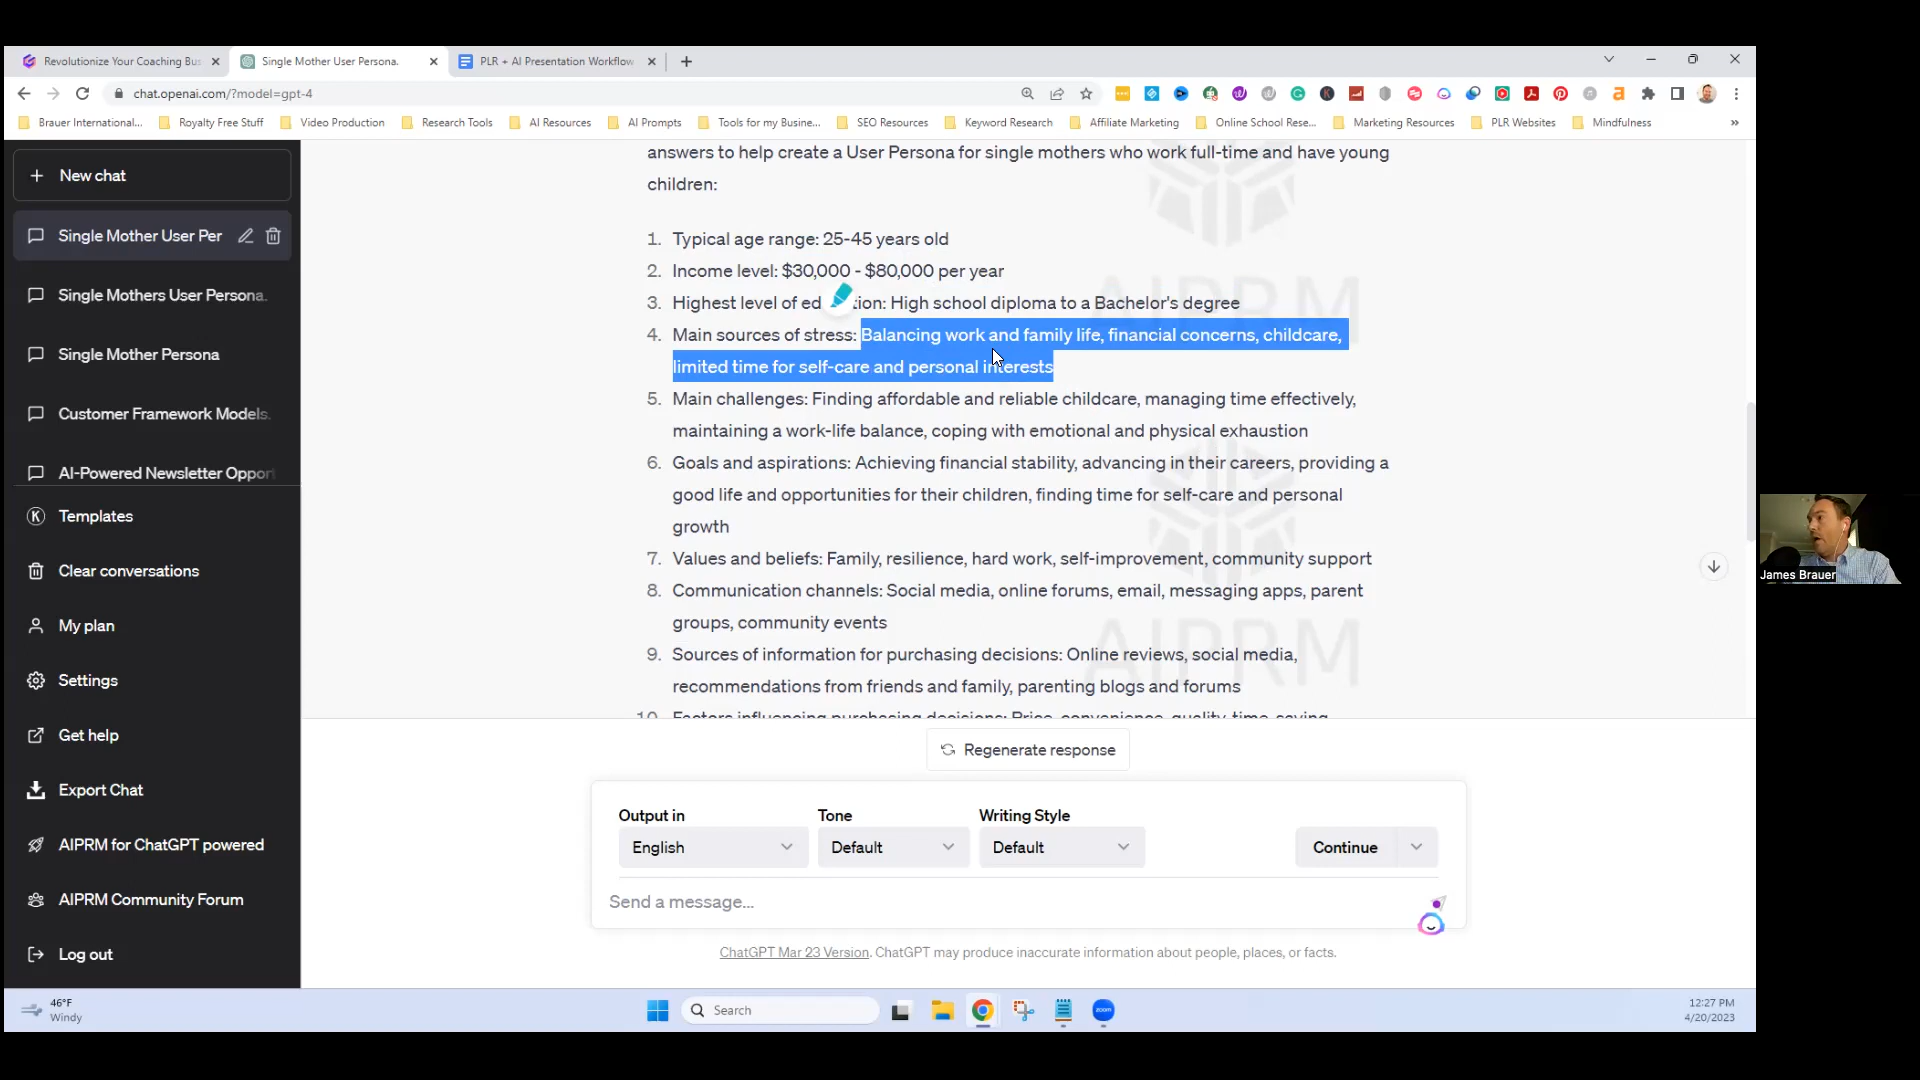 Revolutionize Your Coaching Bus
Single Mother User Persona.
PLR + AI Presentation Workflow
chat.openai.com/?model=gpt-4
Brauer International...
Royalty Free Stuff
Video Production
Research Tools
AI Resources
AI Prompts
Tools for my Busine...
SEO Resources
Keyword Research
Affiliate Marketing
Online School Rese...
Marketing Resources
PLR Websites
Mindfulness
»
New chat
Single Mother User Per
Single Mothers User Persona.
Single Mother Persona
Customer Framework Models.
AI-Powered Newsletter Oppor
Templates
Clear conversations
My plan
Settings
Get help
Export Chat
AIPRM for ChatGPT powered
AIPRM Community Forum
Log out
answers to help create a User Persona for single mothers who work full-time and have young
children:
1. Typical age range: 25-45 years old
2. Income level: $30,000 - $80,000 per year
3. Highest level of ed tion: High school diploma to a Bachelor's degree
4. Main sources of stress: Balancing work and family life, financial concerns, childcare,
limited time for self-care and personal interests
5. Main challenges: Finding affordable and reliable childcare, managing time effectively,
maintaining a work-life balance, coping with emotional and physical exhaustion
6. Goals and aspirations: Achieving financial stability, advancing in their careers, providing a
good life and opportunities for their children, finding time for self-care and personal
growth
7. Values and beliefs: Family, resilience, hard work, self-improvement, community support
8. Communication channels: Social media, online forums, email, messaging apps, parent
groups, community events
9. Sources of information for purchasing decisions: Online reviews, social media,
recommendations from friends and family, parenting blogs and forums
10. Factors influencing purchasing decisions: Price, convenience, quality, time-saving
AIPRM
AIPRM
Regenerate response
Output in
Tone
Writing Style
English
Default
Default
Continue
Send a message...
ChatGPT Mar 23 Version. ChatGPT may produce inaccurate information about people, places, or facts.
James Brauer
46°F
Windy
Search
zoom
12:27 PM
4/20/2023